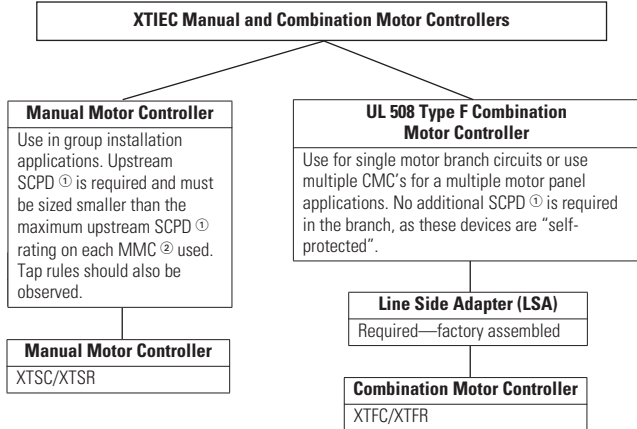 XTIEC Manual and Combination Motor Controllers
Manual Motor Controller
Use in group installation
applications. Upstream
SCPD ① is required and must
be sized smaller than the
maximum upstream SCPD ①
rating on each MMC ② used.
Tap rules should also be
observed.
Manual Motor Controller
XTSC/XTSR
UL 508 Type F Combination
Motor Controller
Use for single motor branch circuits or use
multiple CMC's for a multiple motor panel
applications. No additional SCPD ① is required
in the branch, as these devices are “self-
protected”.
Line Side Adapter (LSA)
Required—factory assembled
Combination Motor Controller
XTFC/XTFR